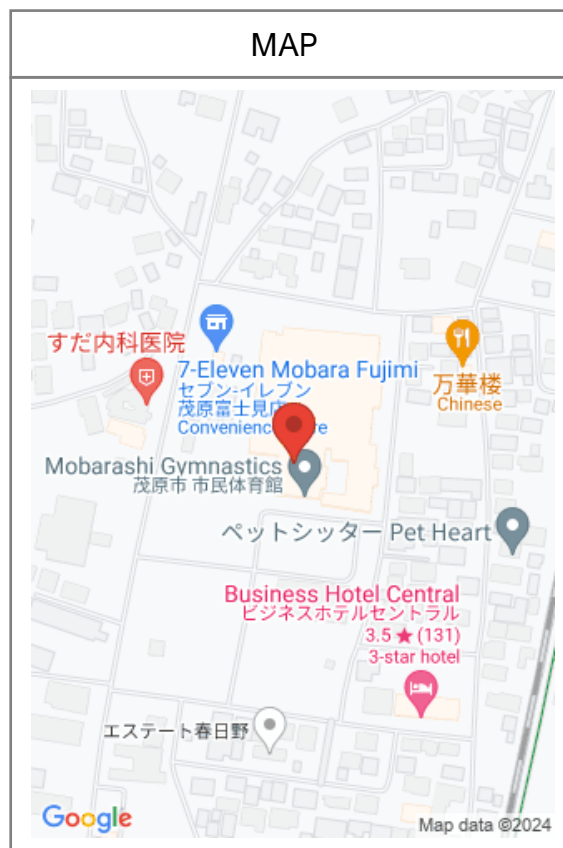 MAP
すだ内科医院
7-Eleven Mobara Fujimi
セブン-イレブン
茂原富士見店
Convenience Store
万華楼
Chinese
Mobarashi Gymnastics
茂原市 市民体育館
ペットシッター Pet Heart
Business Hotel Central
ビジネスホテルセントラル
3.5 ★ (131)
3-star hotel
エステート春日野
Google
Map data ©2024